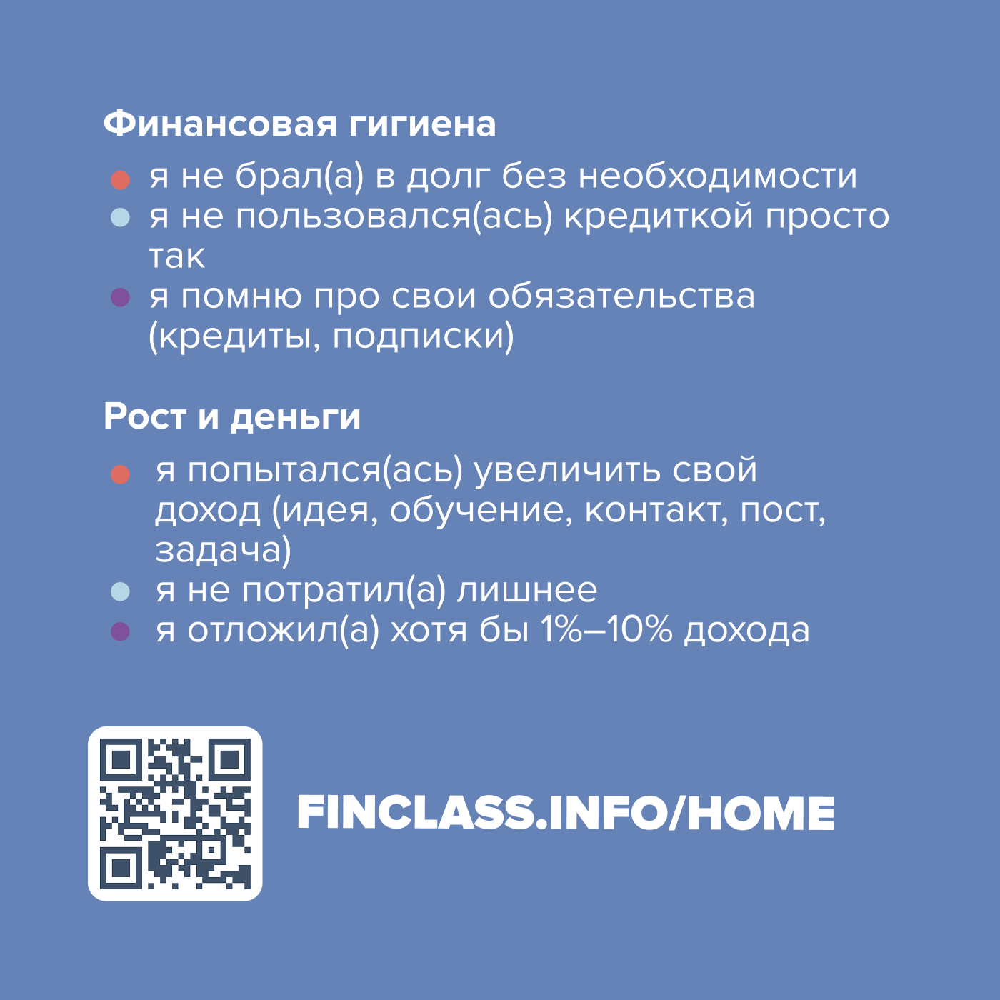 Финансовая гигиена
я не брал(а) в долг без необходимости
я не пользовался(ась) кредиткой просто
так
я помню про свои обязательства
(кредиты, подписки)
Рост и деньги
я попытался(ась) увеличить свой
доход (идея, обучение, контакт, пост,
задача)
я не потратил(а) лишнее
я отложил(а) хотя бы 1%–10% дохода
FINCLASS.INFO/HOME